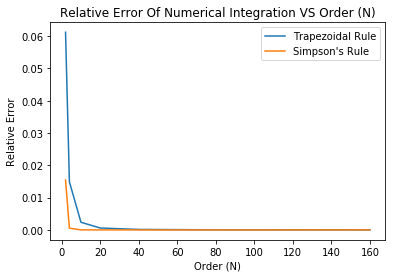 Relative Error Of Numerical Integration VS Order (N)
Trapezoidal Rule
Simpson's Rule
Relative Error
0.06
0.05
0.04
0.03
0.02
0.01
0.00
0 20 40 60 80 100 120 140 160
Order (N)